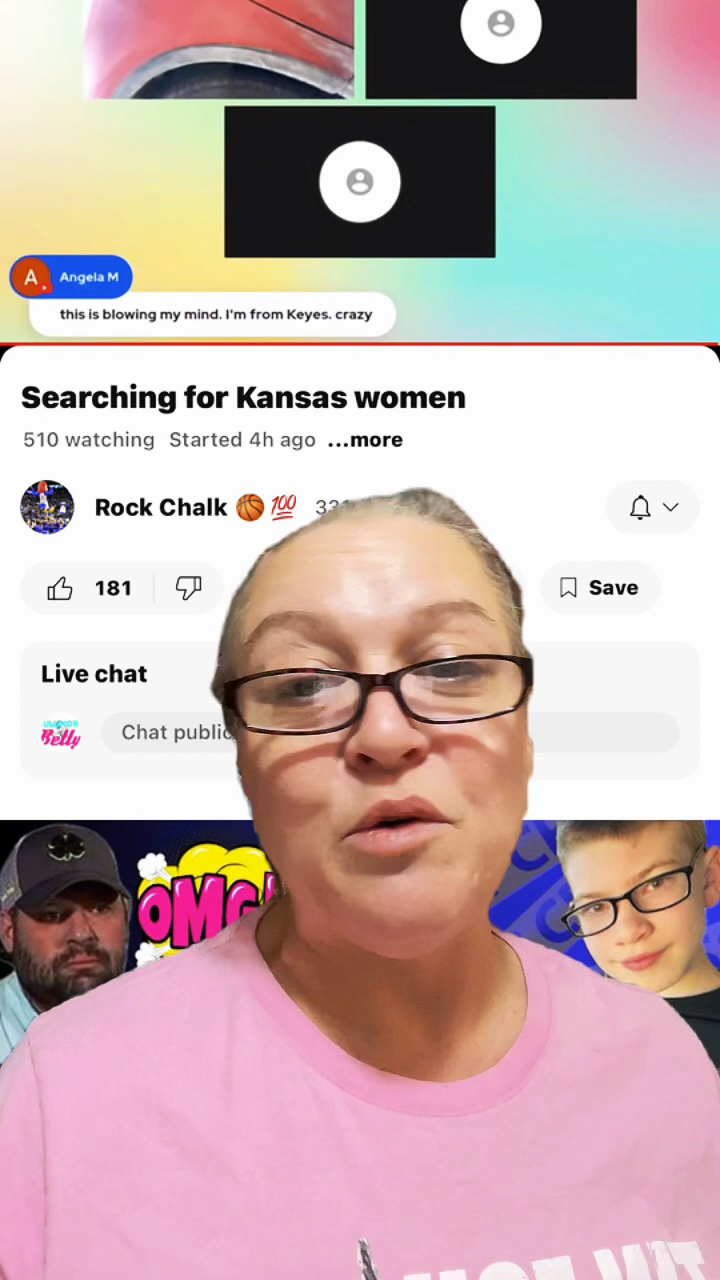 A
Angela M
this is blowing my mind. I'm from Keyes. crazy
Searching for Kansas women
510 watching Started 4h ago ...more
Rock Chalk 🏀 💯
181
Save
Live chat
Betty
Chat public
OMG!